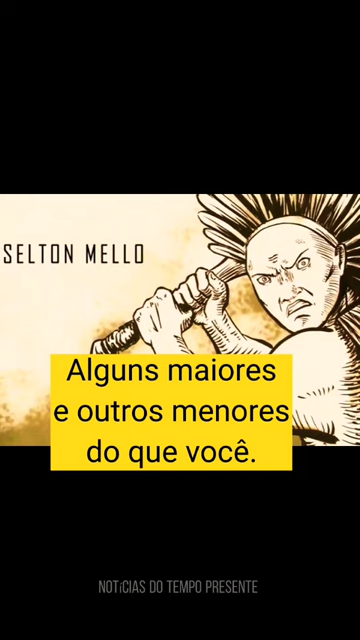 SELTON MELLO
Alguns maiores
e outros menores
do que você.
NOTíCIAS DO TEMPO PRESENTE